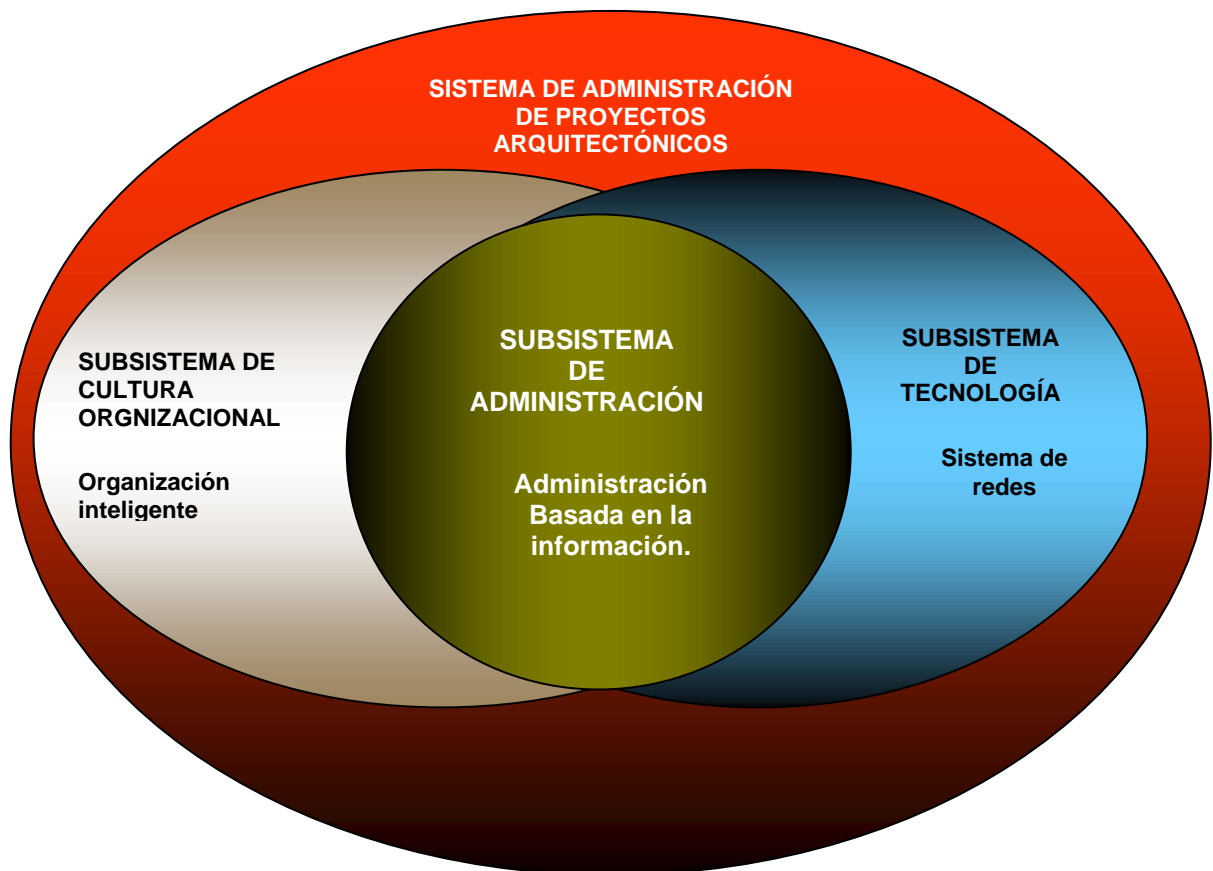 SISTEMA DE ADMINISTRACIÓN
DE PROYECTOS
ARQUITECTÓNICOS
SUBSISTEMA DE
CULTURA
ORGNIZACIONAL
Organización
inteligente
SUBSISTEMA
DE
ADMINISTRACIÓN
Administración
Basada en la
información.
SUBSISTEMA
DE
TECNOLOGÍA
Sistema de
redes